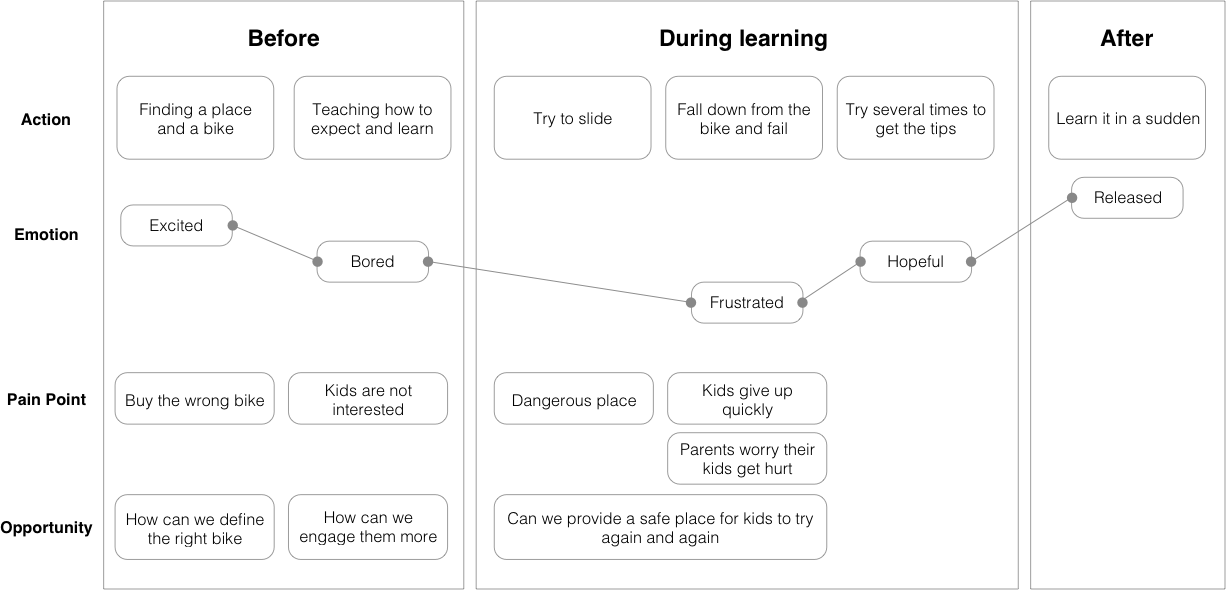 Before
During learning
After
Action
Finding a place
and a bike
Teaching how to
expect and learn
Try to slide
Fall down from the
bike and fail
Try several times to
get the tips
Learn it in a sudden
Emotion
Excited
Bored
Frustrated
Hopeful
Released
Pain Point
Buy the wrong bike
Kids are not
interested
Dangerous place
Kids give up
quickly
Parents worry their
kids get hurt
Opportunity
How can we define
the right bike
How can we
engage them more
Can we provide a safe place for kids to try
again and again